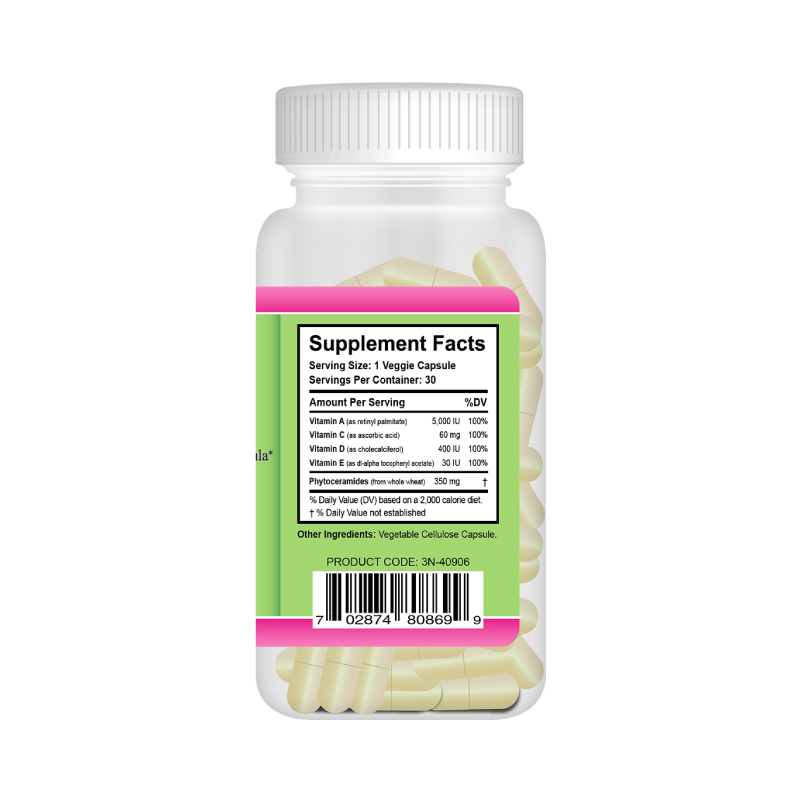 Supplement Facts
Serving Size: 1 Veggie Capsule
Servings Per Container: 30
Amount Per Serving %DV
Vitamin A (as retinyl palmitate) 5,000 IU 100%
Vitamin C (as ascorbic acid) 60 mg 100%
Vitamin D (as cholecalciferol) 400 IU 100%
Vitamin E (as dl-alpha tocopheryl acetate) 30 IU 100%
Phytoceramides (from whole wheat) 350 mg †
% Daily Value (DV) based on a 2,000 calorie diet.
† % Daily Value not established
ula*
Other Ingredients: Vegetable Cellulose Capsule.
PRODUCT CODE: 3N-40906
7 02874 80869 9